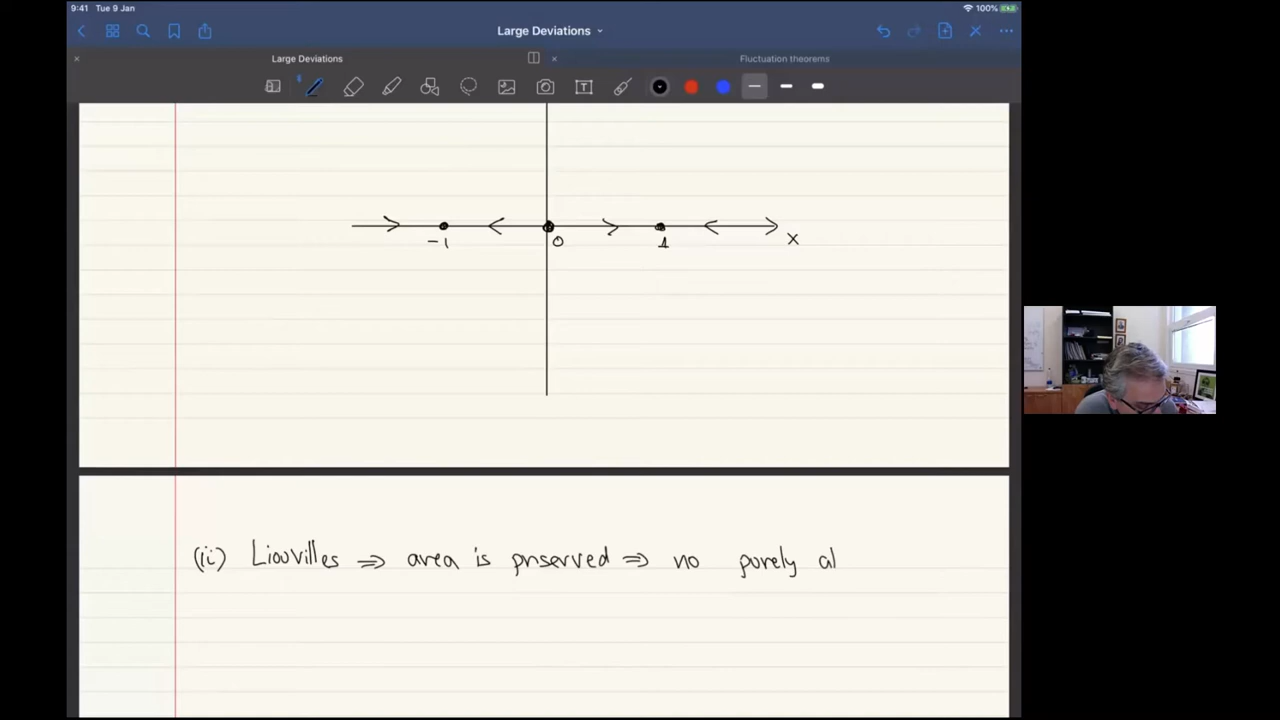 9:41 Tue 9 Jan
100%
Large Deviations
Large Deviations
Fluctuation theorems
-1
0
1
x
(ii) Liouvilles ⇒ area is preserved ⇒ no purely al